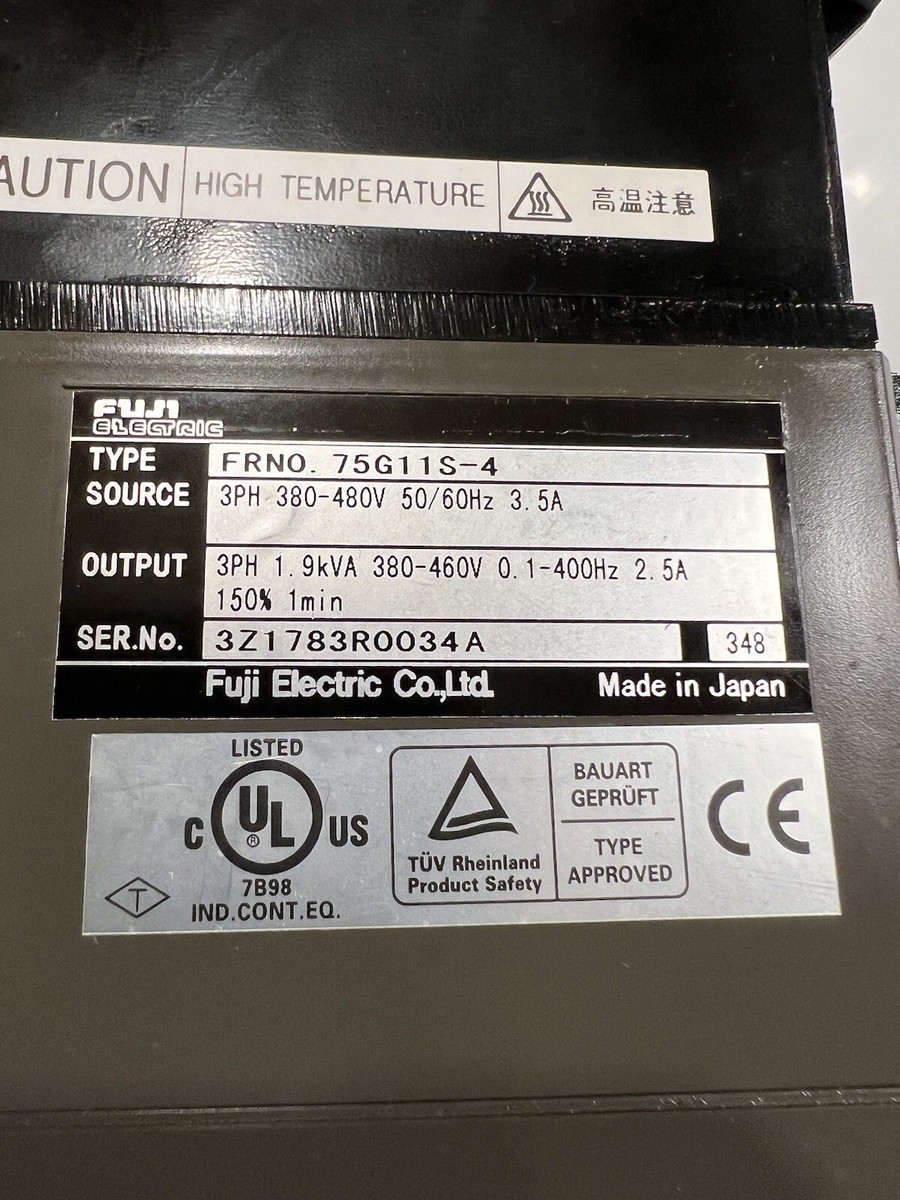 AUTION HIGH TEMPERATURE 高温注意
FUJI
ELECTRIC
TYPE FRN0.75G11S-4
SOURCE 3PH 380-480V 50/60Hz 3.5A
OUTPUT 3PH 1.9kVA 380-460V 0.1-400Hz 2.5A
150% 1min
SER.No. 3Z1783R0034A 348
Fuji Electric Co.,Ltd. Made in Japan
LISTED
C UL ® US
7B98
IND.CONT.EQ.
T
TÜV Rheinland
Product Safety
BAUART
GEPRÜFT
TYPE
APPROVED
CE